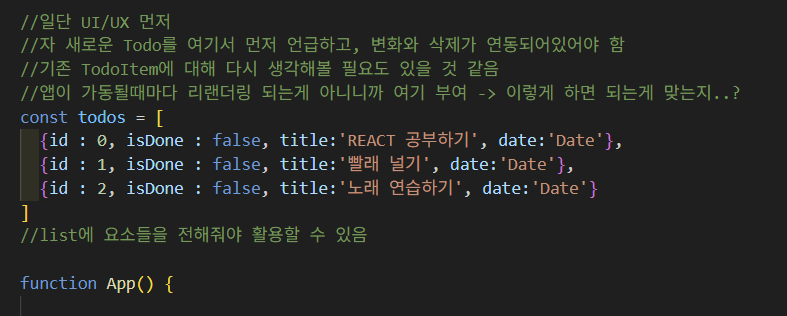 //일단 UI/UX 먼저
//자 새로운 Todo를 여기서 먼저 언급하고, 변화와 삭제가 연동되어있어야 함
//기존 TodoItem에 대해 다시 생각해볼 필요도 있을 것 같음
//앱이 가동될때마다 리랜더링 되는게 아니니까 여기 부여 -> 이렇게 하면 되는게 맞는지..?
const todos = [
{id : 0, isDone : false, title:'REACT 공부하기', date:'Date'},
{id : 1, isDone : false, title:'빨래 널기', date:'Date'},
{id : 2, isDone : false, title:'노래 연습하기', date:'Date'}
]
//list에 요소들을 전해줘야 활용할 수 있음
function App() {